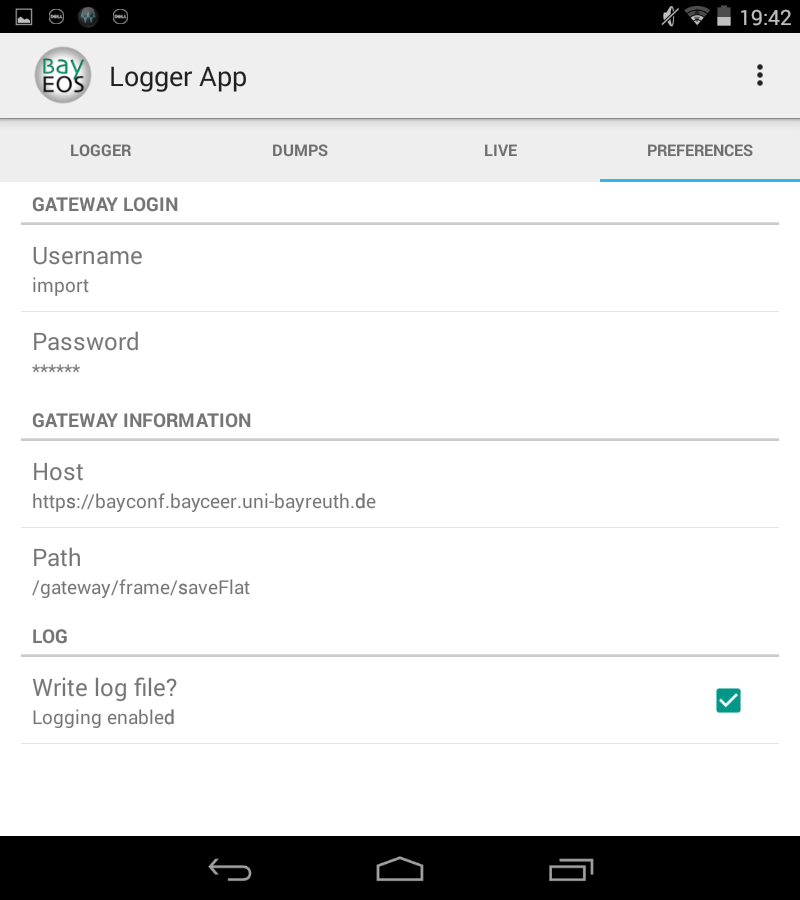 19:42
Bay
EOS
Logger App
LOGGER DUMPS LIVE PREFERENCES
GATEWAY LOGIN
Username
import
Password
******
GATEWAY INFORMATION
Host
https://bayconf.bayceer.uni-bayreuth.de
Path
/gateway/frame/saveFlat
LOG
Write log file?
Logging enabled